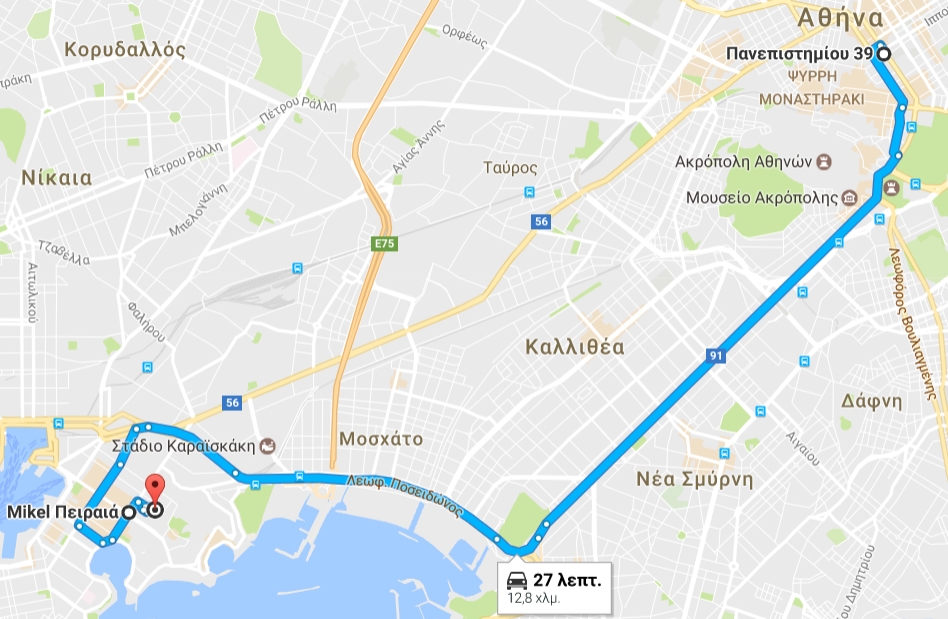 Αθήνα
Ορφέως
Κορυδαλλός
Πανεπιστημίου 39
ΨΥΡΡΗ
ΜΟΝΑΣΤΗΡΑΚΙ
Πέτρου Ράλλη
Αγίας Άννης
Πέτρου Ράλλη
Ταύρος
Ακρόπολη Αθηνών
Νίκαια
Μουσείο Ακρόπολης
Μπελογιάννη
56
E75
Τζαβέλλα
Αιτωλικού
Λεωφόρος Βουλιαγμένης
Φαλήρου
Καλλιθέα
91
Δάφνη
56
Στάδιο Καραϊσκάκη
Μοσχάτο
Αιγαίου
Νέα Σμύρνη
Λεωφ. Ποσειδώνος
Mikel Πειραιά
27 λεπτ.
12,8 χλμ.